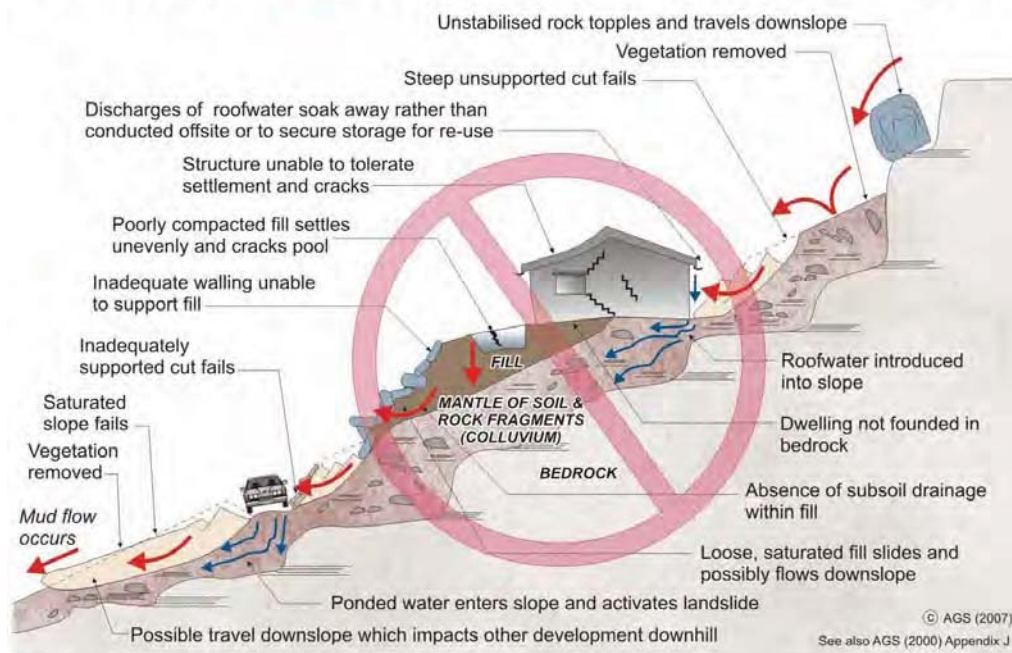 Unstabilised rock topples and travels downslope
Vegetation removed
Steep unsupported cut fails
Discharges of roofwater soak away rather than
conducted offsite or to secure storage for re-use
Structure unable to tolerate
settlement and cracks
Poorly compacted fill settles
unevenly and cracks pool
Inadequate walling unable
to support fill
Inadequately
supported cut fails
Saturated
slope fails
Vegetation
removed
Mud flow
occurs
FILL
MANTLE OF SOIL &
ROCK FRAGMENTS
(COLLUVIUM)
BEDROCK
Roofwater introduced
into slope
Dwelling not founded in
bedrock
Absence of subsoil drainage
within fill
Loose, saturated fill slides and
possibly flows downslope
Ponded water enters slope and activates landslide
Possible travel downslope which impacts other development downhill
© AGS (2007)
See also AGS (2000) Appendix J